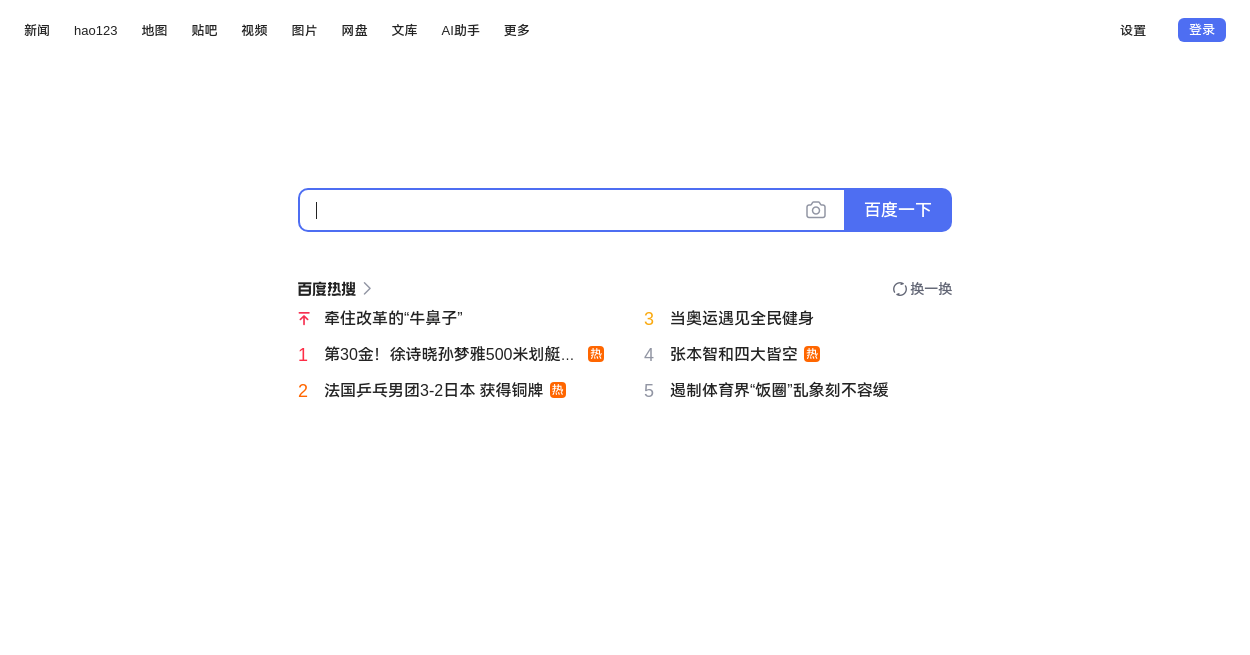 新闻 hao123 地图 贴吧 视频 图片 网盘 文库 AI助手 更多 设置 登录
百度一下
百度热搜 换一换
牵住改革的“牛鼻子”
1 第30金！徐诗晓孙梦雅500米划艇... 热
2 法国乒乓男团3-2日本 获得铜牌 热
3 当奥运遇见全民健身
4 张本智和四大皆空 热
5 遏制体育界“饭圈”乱象刻不容缓